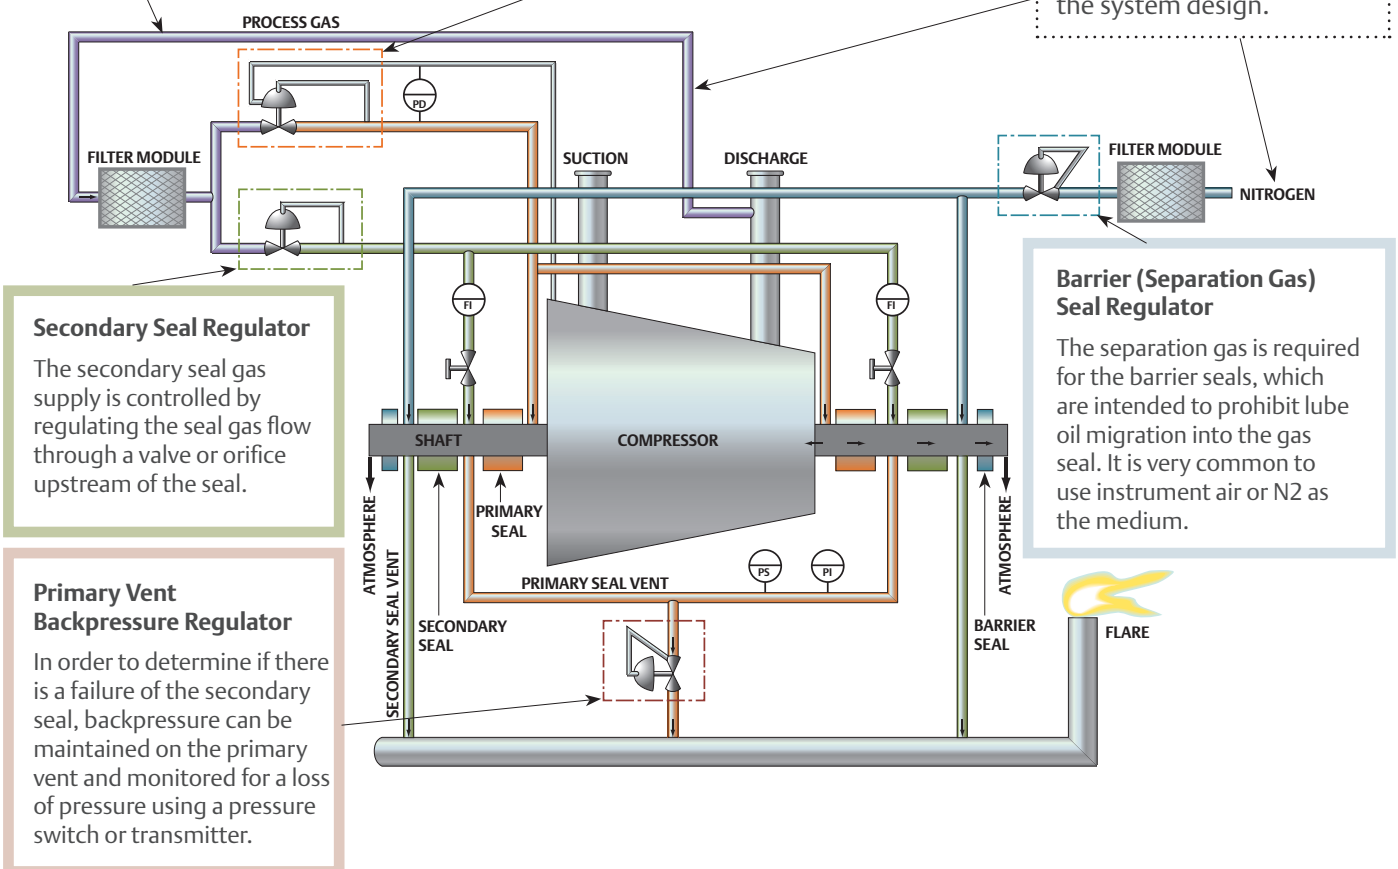 the system design.
PROCESS GAS
PD
FILTER MODULE
SUCTION
DISCHARGE
FILTER MODULE
NITROGEN
Secondary Seal Regulator
The secondary seal gas
supply is controlled by
regulating the seal gas flow
through a valve or orifice
upstream of the seal.
FI
FI
Barrier (Separation Gas)
Seal Regulator
The separation gas is required
for the barrier seals, which
are intended to prohibit lube
oil migration into the gas
seal. It is very common to
use instrument air or N2 as
the medium.
SHAFT
COMPRESSOR
ATMOSPHERE
SECONDARY SEAL VENT
PRIMARY
SEAL
ATMOSPHERE
PRIMARY SEAL VENT
PS
PI
SECONDARY
SEAL
BARRIER
SEAL
FLARE
Primary Vent
Backpressure Regulator
In order to determine if there
is a failure of the secondary
seal, backpressure can be
maintained on the primary
vent and monitored for a loss
of pressure using a pressure
switch or transmitter.